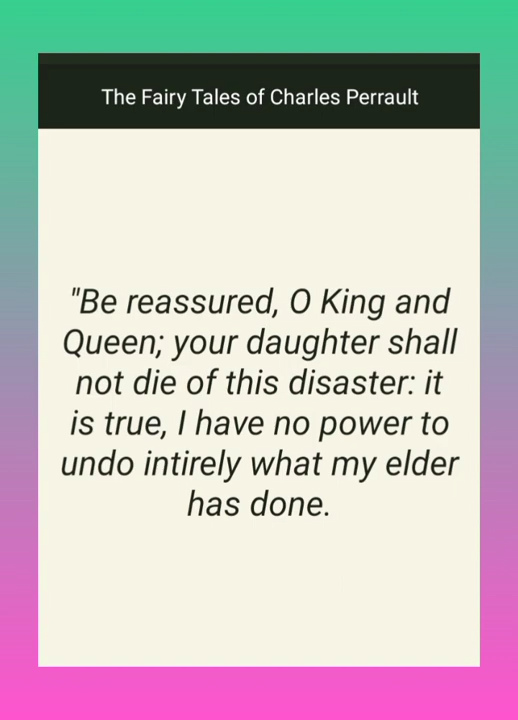 The Fairy Tales of Charles Perrault
"Be reassured, O King and
Queen; your daughter shall
not die of this disaster: it
is true, I have no power to
undo intirely what my elder
has done.